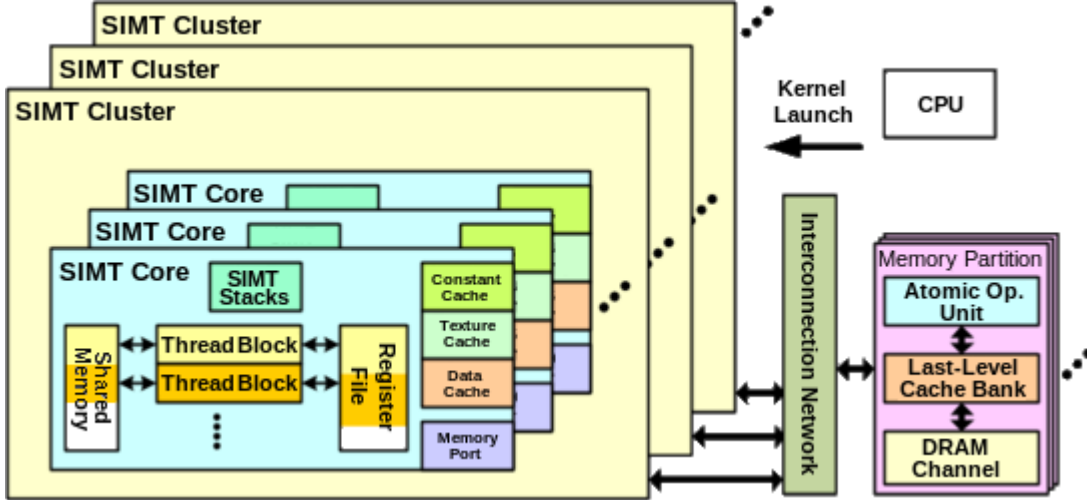 SIMT Cluster
SIMT Cluster
SIMT Cluster
Kernel
Launch
CPU
SIMT Core
SIMT Core
SIMT Core
SIMT
Stacks
Constant
Cache
Texture
Cache
Data
Cache
Memory
Port
Shared
Memory
Thread Block
Thread Block
Register
File
Interconnection Network
Memory Partition
Atomic Op.
Unit
Last-Level
Cache Bank
DRAM
Channel